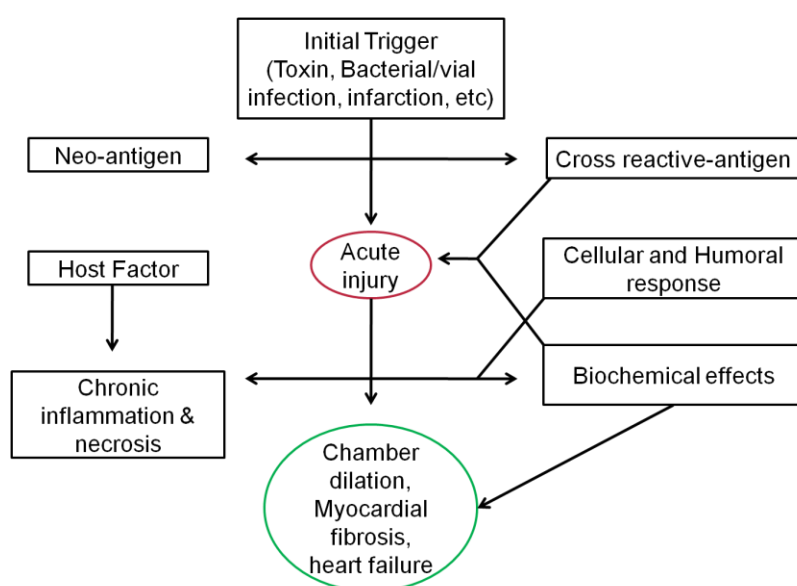 Initial Trigger
(Toxin, Bacterial/vial
infection, infarction, etc)
Neo-antigen
Cross reactive-antigen
Host Factor
Acute
injury
Cellular and Humoral
response
Chronic
inflammation &
necrosis
Biochemical effects
Chamber
dilation,
Myocardial
fibrosis,
heart failure